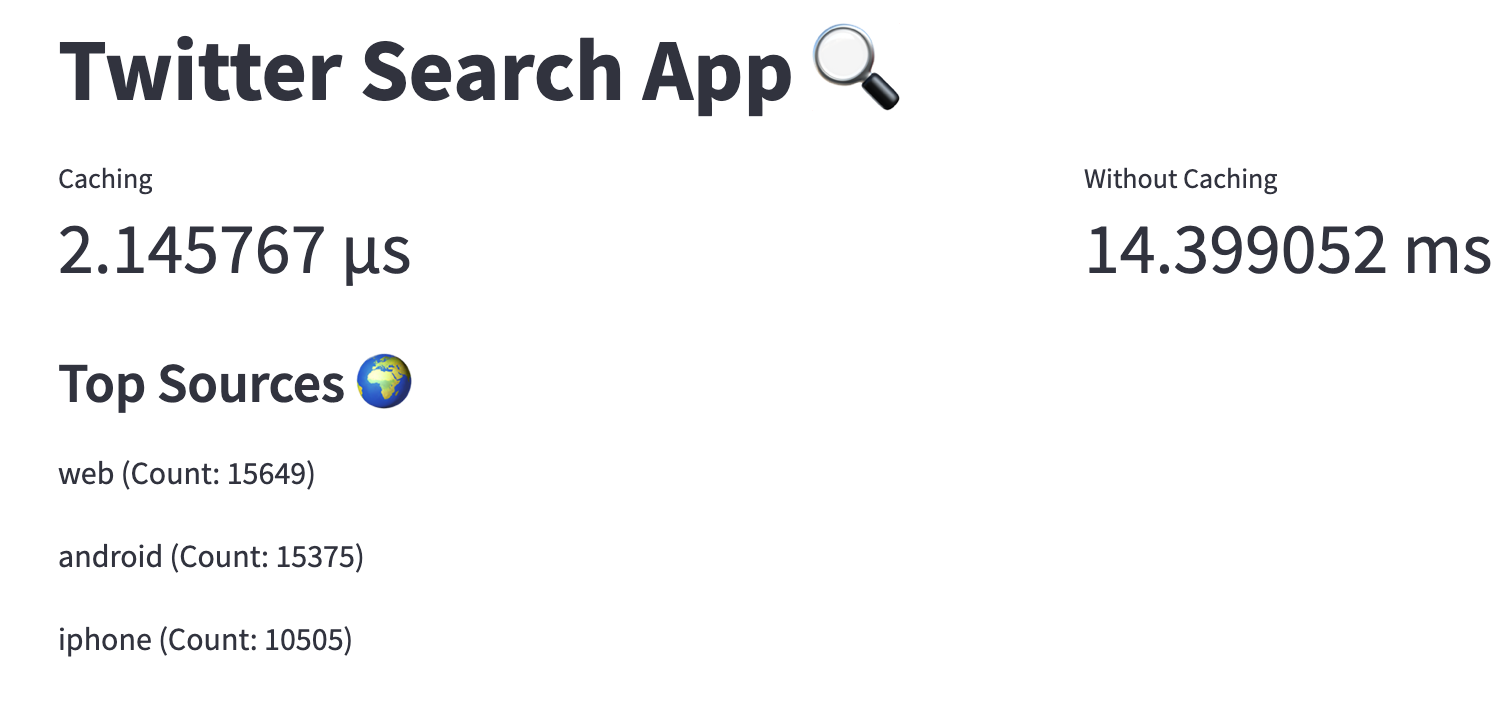 Twitter Search App 🔍
Caching
2.145767 µs
Without Caching
14.399052 ms
Top Sources 🌍
web (Count: 15649)
android (Count: 15375)
iphone (Count: 10505)